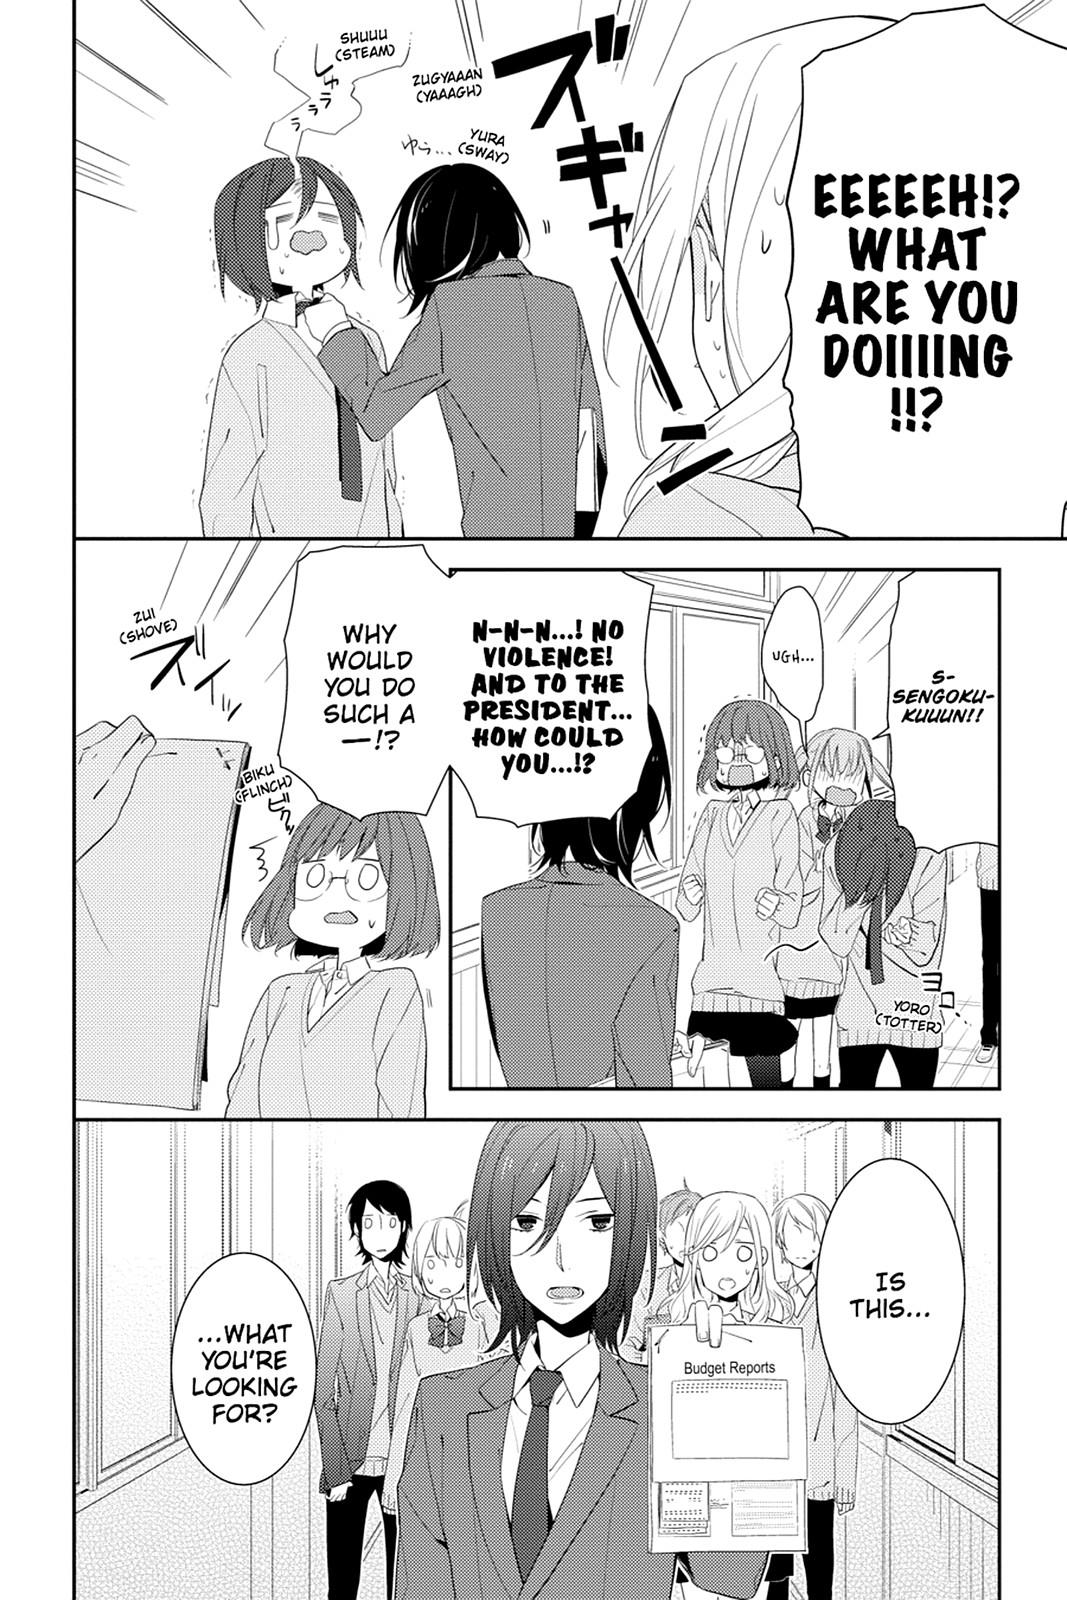 EEEEEH!?
WHAT
ARE YOU
DOIIIIING
!!?
ズギャーン
ZUGYAAAN
(YAAAGH)
YURA
(SWAY)
ゆら…
SHUUU
(STEAM)
しゅぅぅ
S-
SENGOKU-
KUUUN!!
UGH...
YORO
(TOTTER)
ヨロ
N-N-N...! NO
VIOLENCE!
AND TO THE
PRESIDENT...
HOW COULD
YOU...!?
WHY
WOULD
YOU DO
SUCH A
—!?
BIKU
(FLINCH)
ビクッ
ZUI
(SHOVE)
ズイッ
IS
THIS...
Budget Reports
...WHAT
YOU'RE
LOOKING
FOR?